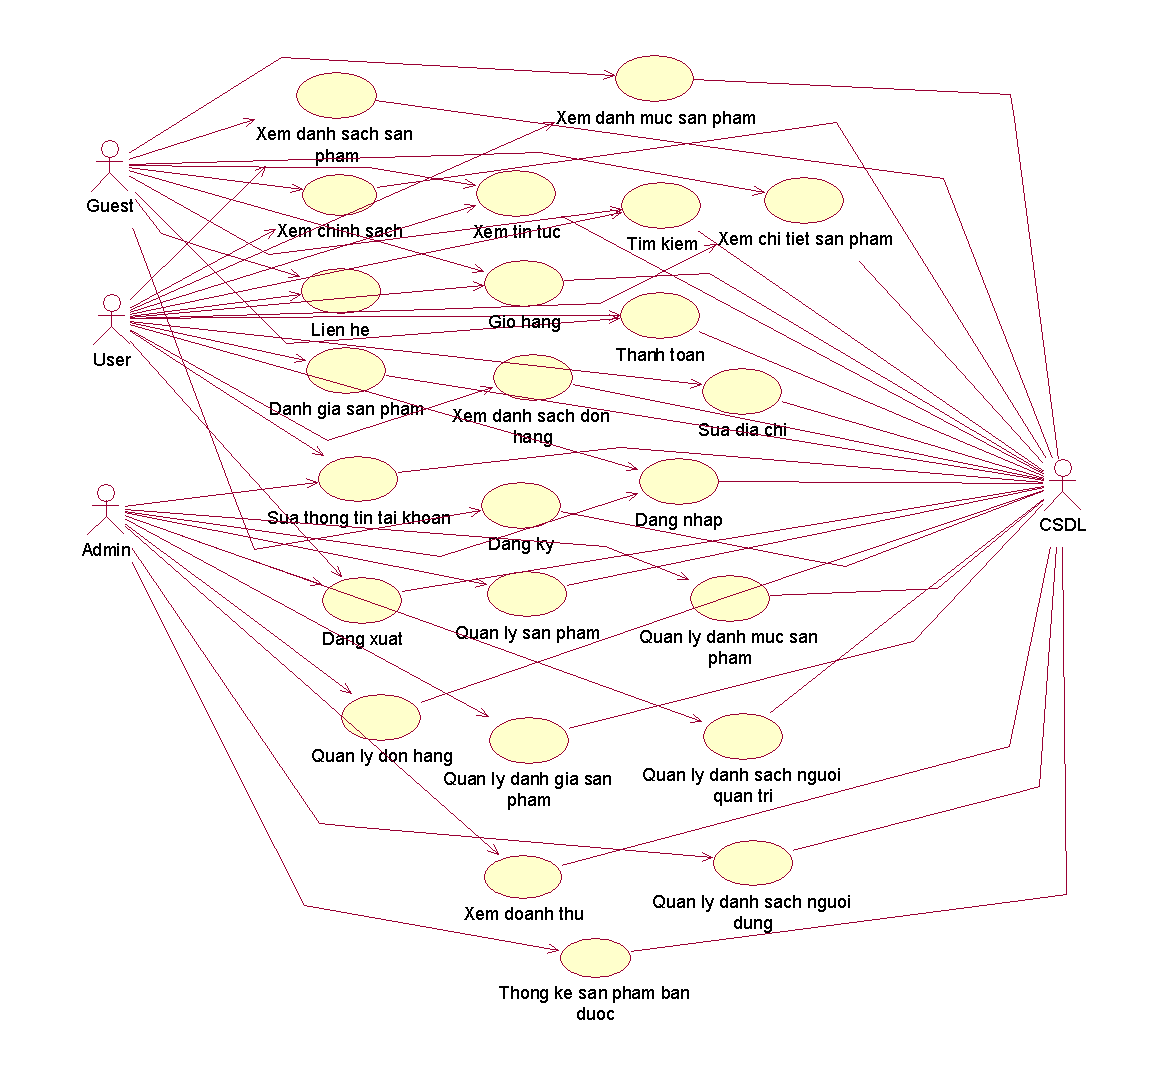 Xem danh muc san pham
Xem danh sach san
pham
Guest
Xem chinh sach
Xem tin tuc
Tim kiem
Xem chi tiet san pham
User
Lien he
Gio hang
Thanh toan
Danh gia san pham
Xem danh sach don
hang
Sua dia chi
Admin
Sua thong tin tai khoan
Dang ky
Dang nhap
CSDL
Dang xuat
Quan ly san pham
Quan ly danh muc san
pham
Quan ly don hang
Quan ly danh gia san
pham
Quan ly danh sach nguoi
quan tri
Xem doanh thu
Quan ly danh sach nguoi
dung
Thong ke san pham ban
duoc